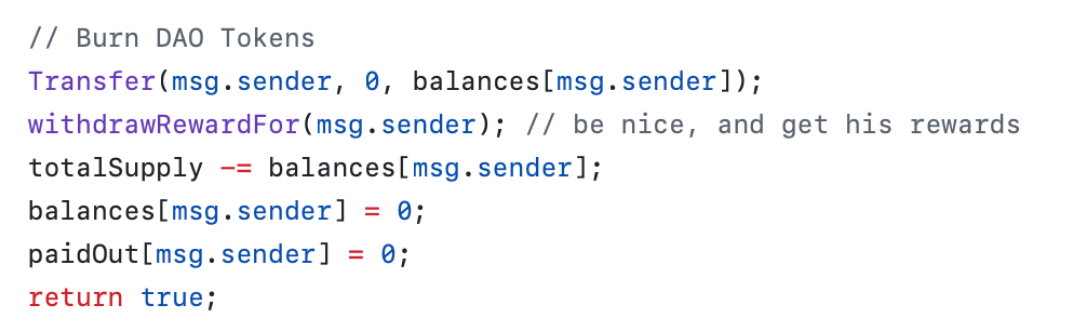 // Burn DAO Tokens
Transfer(msg.sender, 0, balances[msg.sender]);
withdrawRewardFor(msg.sender); // be nice, and get his rewards
totalSupply -= balances[msg.sender];
balances[msg.sender] = 0;
paidOut[msg.sender] = 0;
return true;